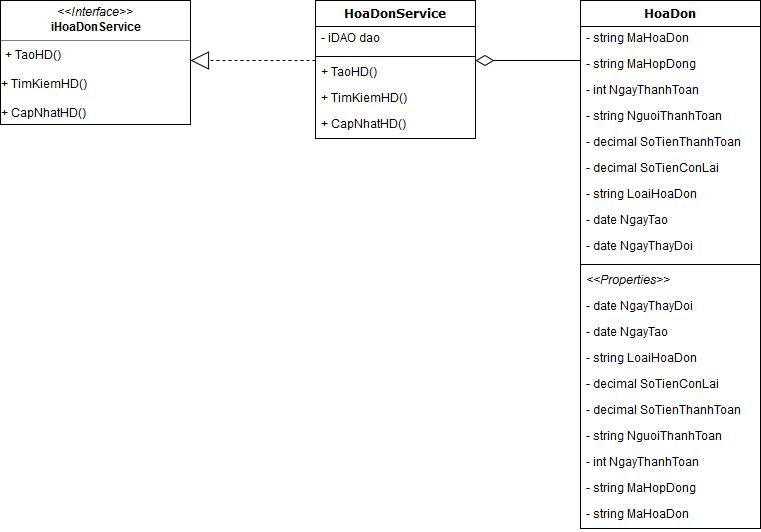 <<Interface>>
iHoaDonService
+ TaoHD()
+ TimKiemHD()
+ CapNhatHD()
HoaDonService
- iDAO dao
+ TaoHD()
+ TimKiemHD()
+ CapNhatHD()
HoaDon
- string MaHoaDon
- string MaHopDong
- int NgayThanhToan
- string NguoiThanhToan
- decimal SoTienThanhToan
- decimal SoTienConLai
- string LoaiHoaDon
- date NgayTao
- date NgayThayDoi
<<Properties>>
- date NgayThayDoi
- date NgayTao
- string LoaiHoaDon
- decimal SoTienConLai
- decimal SoTienThanhToan
- string NguoiThanhToan
- int NgayThanhToan
- string MaHopDong
- string MaHoaDon